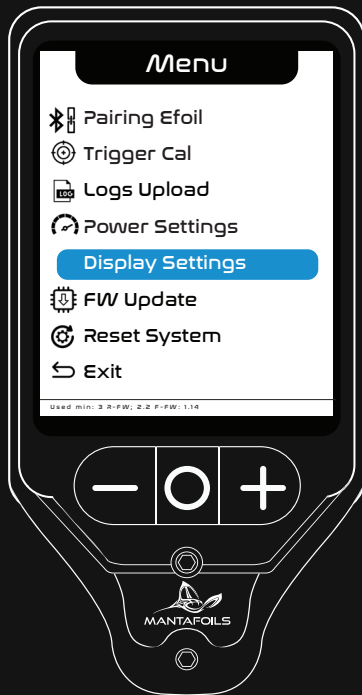 Menu
Pairing Efoil
Trigger Cal
LOG Logs Upload
Power Settings
Display Settings
FW Update
Reset System
Exit
Used min: 3 R-FW; 2.2 F-FW: 1.14
MANTAFOILS